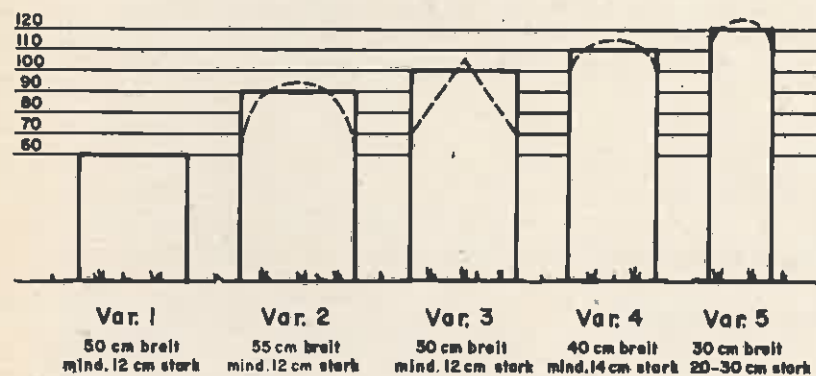 120
110
100
90
80
70
60
Var. 1
50 cm breit
mind. 12 cm stark
Var. 2
55 cm breit
mind. 12 cm stark
Var. 3
50 cm breit
mind. 12 cm stark
Var. 4
40 cm breit
mind. 14 cm stark
Var. 5
30 cm breit
20-30 cm stark